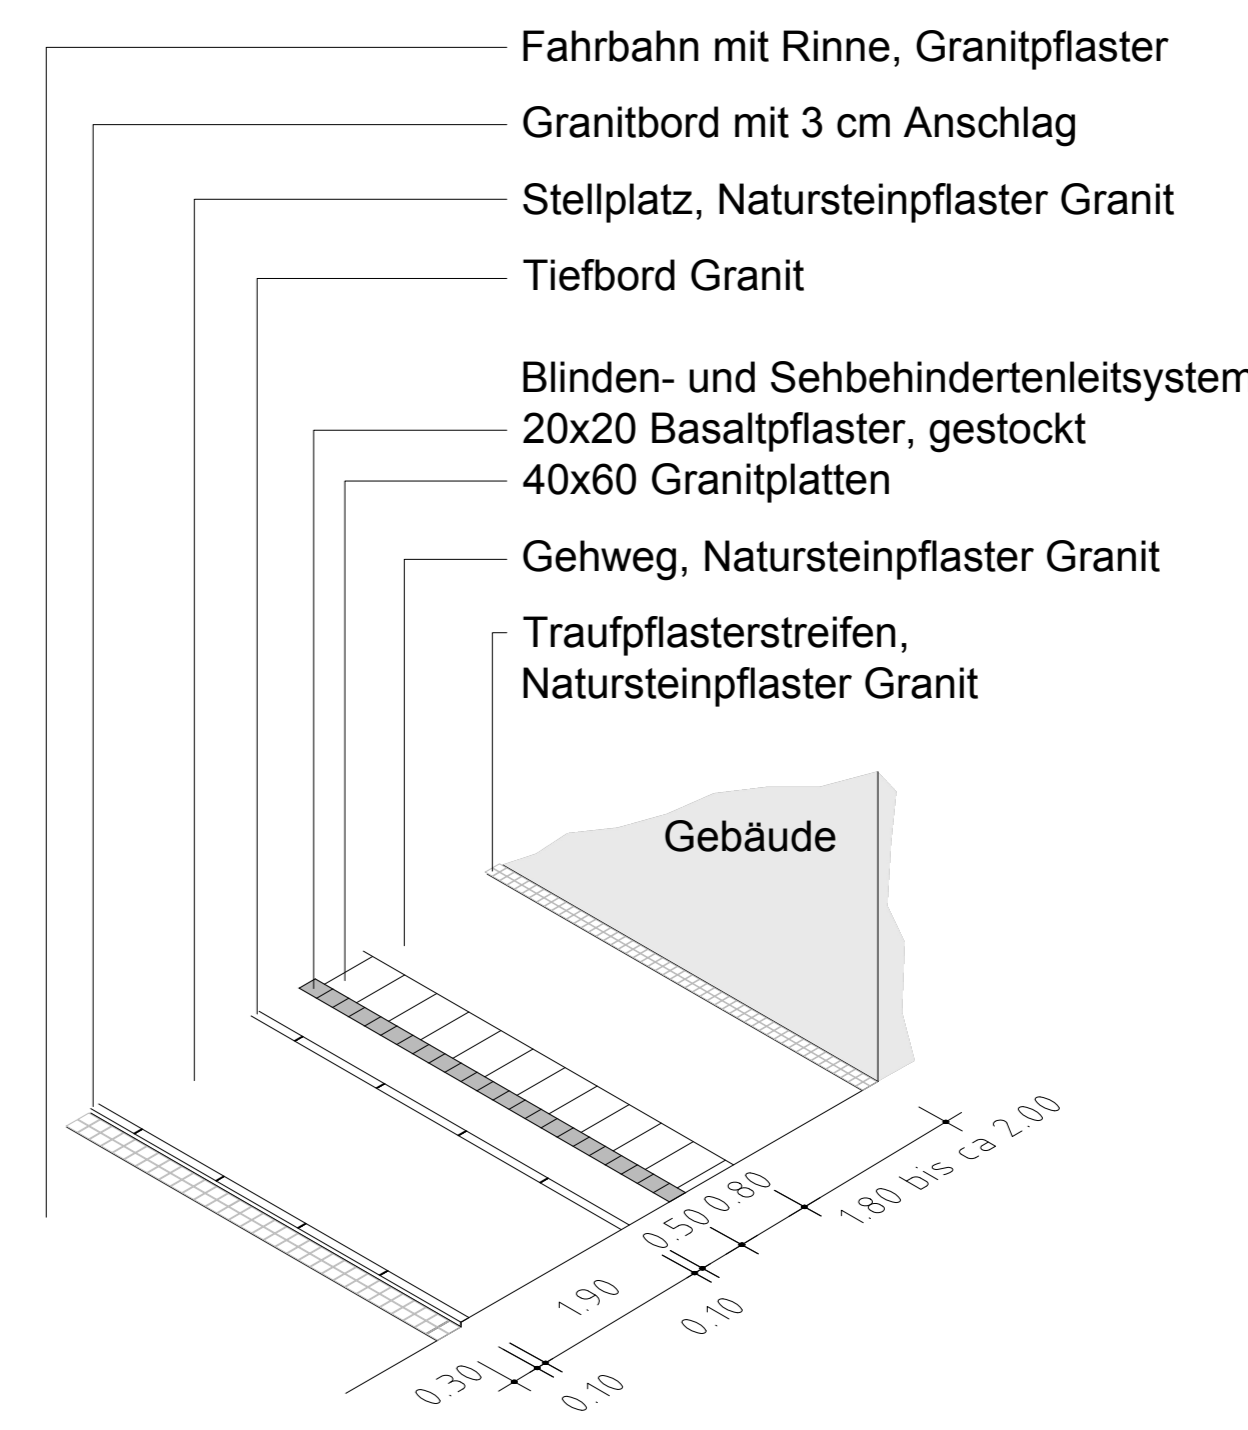 Fahrbahn mit Rinne, Granitpflaster
Granitbord mit 3 cm Anschlag
Stellplatz, Natursteinpflaster Granit
Tiefbord Granit
Blinden- und Sehbehindertenleitsystem
20x20 Basaltpflaster, gestockt
40x60 Granitplatten
Gehweg, Natursteinpflaster Granit
Traufpflasterstreifen,
Natursteinpflaster Granit
Gebäude
1.80 bis ca 2.00
0.80
0.50
0.10
1.90
0.10
0.30